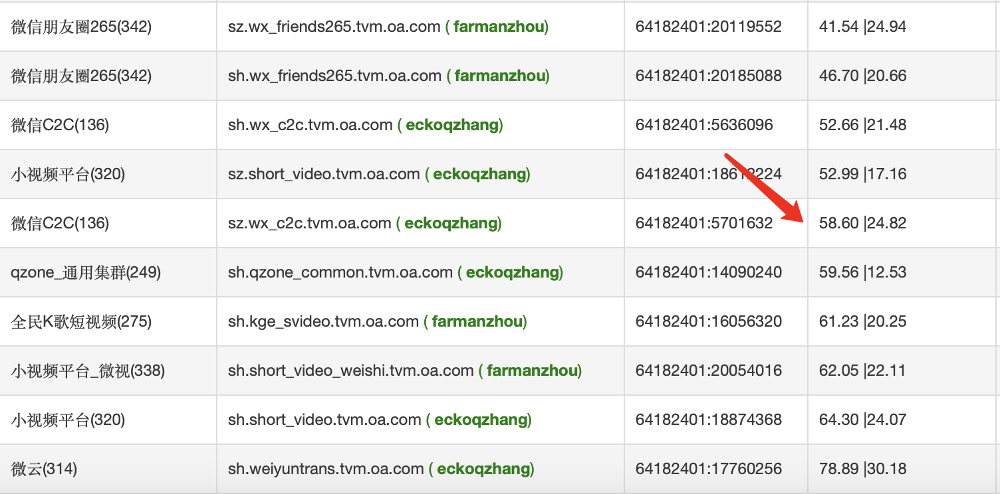 微信朋友圈265(342) sz.wx_friends265.tvm.oa.com ( farmanzhou) 64182401:20119552 41.54 |24.94
微信朋友圈265(342) sh.wx_friends265.tvm.oa.com ( farmanzhou) 64182401:20185088 46.70 |20.66
微信C2C(136) sh.wx_c2c.tvm.oa.com ( eckoqzhang) 64182401:5636096 52.66 |21.48
小视频平台(320) sz.short_video.tvm.oa.com ( eckoqzhang) 64182401:18612224 52.99 |17.16
微信C2C(136) sz.wx_c2c.tvm.oa.com ( eckoqzhang) 64182401:5701632 58.60 |24.82
qzone_通用集群(249) sh.qzone_common.tvm.oa.com ( eckoqzhang) 64182401:14090240 59.56 |12.53
全民K歌短视频(275) sh.kge_svideo.tvm.oa.com ( farmanzhou) 64182401:16056320 61.23 |20.25
小视频平台_微视(338) sh.short_video_weishi.tvm.oa.com ( farmanzhou) 64182401:20054016 62.05 |22.11
小视频平台(320) sh.short_video.tvm.oa.com ( eckoqzhang) 64182401:18874368 64.30 |24.07
微云(314) sh.weiyuntrans.tvm.oa.com ( eckoqzhang) 64182401:17760256 78.89 |30.18